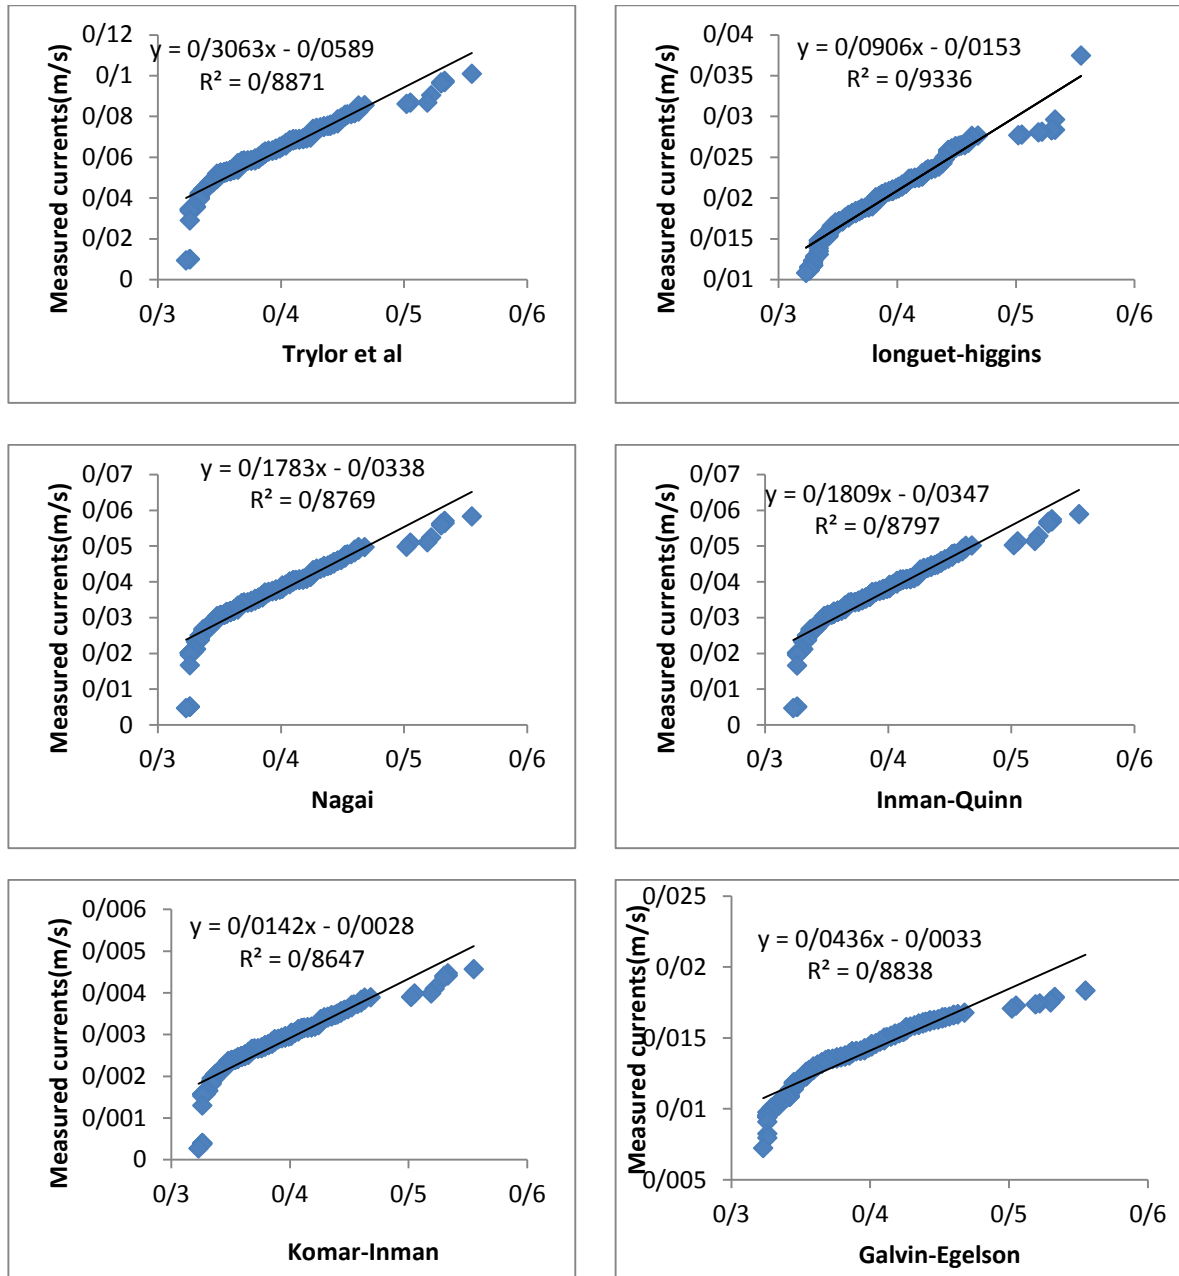 Measured currents(m/s)
0/12
0/1
0/08
0/06
0/04
0/02
0
y = 0/3063x - 0/0589
R² = 0/8871
0/3 0/4 0/5 0/6
Trylor et al
Measured currents(m/s)
0/04
0/035
0/03
0/025
0/02
0/015
0/01
y = 0/0906x - 0/0153
R² = 0/9336
0/3 0/4 0/5 0/6
longuet-higgins
Measured currents(m/s)
0/07
0/06
0/05
0/04
0/03
0/02
0/01
0
y = 0/1783x - 0/0338
R² = 0/8769
0/3 0/4 0/5 0/6
Nagai
Measured currents(m/s)
0/07
0/06
0/05
0/04
0/03
0/02
0/01
0
y = 0/1809x - 0/0347
R² = 0/8797
0/3 0/4 0/5 0/6
Inman-Quinn
Measured currents(m/s)
0/006
0/005
0/004
0/003
0/002
0/001
0
y = 0/0142x - 0/0028
R² = 0/8647
0/3 0/4 0/5 0/6
Komar-Inman
Measured currents(m/s)
0/025
0/02
0/015
0/01
0/005
y = 0/0436x - 0/0033
R² = 0/8838
0/3 0/4 0/5 0/6
Galvin-Egelson